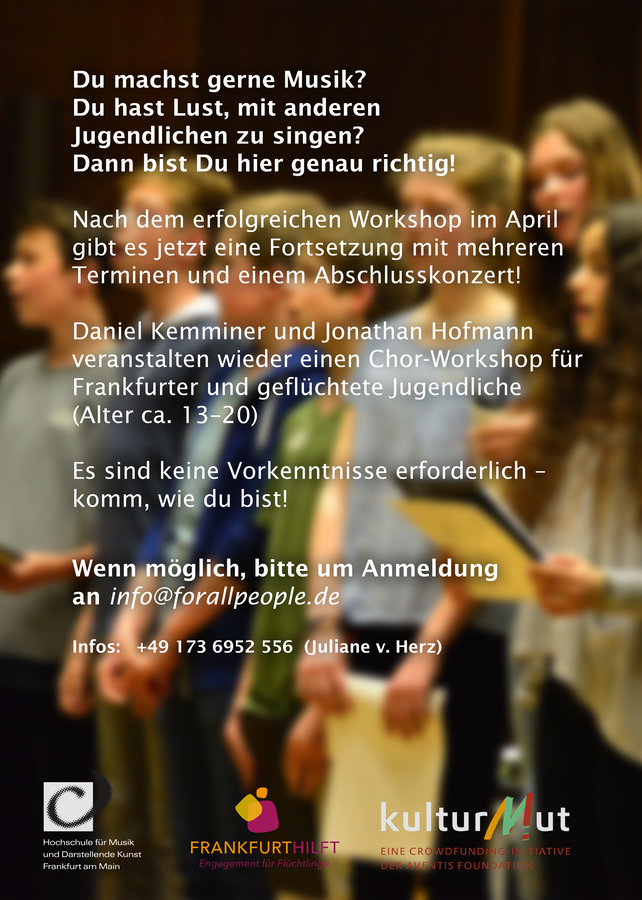 Du machst gerne Musik?
Du hast Lust, mit anderen
Jugendlichen zu singen?
Dann bist Du hier genau richtig!
Nach dem erfolgreichen Workshop im April
gibt es jetzt eine Fortsetzung mit mehreren
Terminen und einem Abschlusskonzert!
Daniel Kemminer und Jonathan Hofmann
veranstalten wieder einen Chor-Workshop für
Frankfurter und geflüchtete Jugendliche
(Alter ca. 13–20)
Es sind keine Vorkenntnisse erforderlich –
komm, wie du bist!
Wenn möglich, bitte um Anmeldung
an info@forallpeople.de
Infos: +49 173 6952 556 (Juliane v. Herz)
Hochschule für Musik
und Darstellende Kunst
Frankfurt am Main
FRANKFURTHILFT
Engagement für Flüchtlinge
kulturMut
EINE CROWDFUNDING-INITIATIVE
DER AVENTIS FOUNDATION